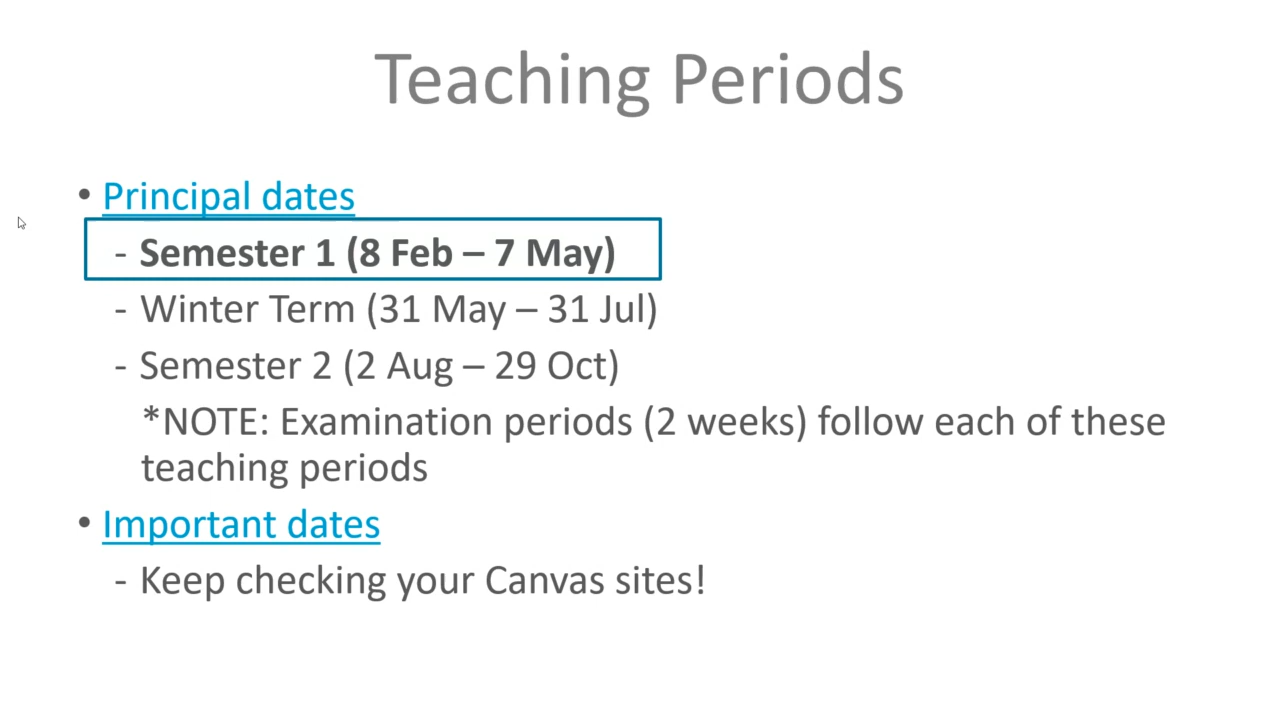 Teaching Periods
• Principal dates
- Semester 1 (8 Feb – 7 May)
- Winter Term (31 May – 31 Jul)
- Semester 2 (2 Aug – 29 Oct)
*NOTE: Examination periods (2 weeks) follow each of these
teaching periods
• Important dates
- Keep checking your Canvas sites!